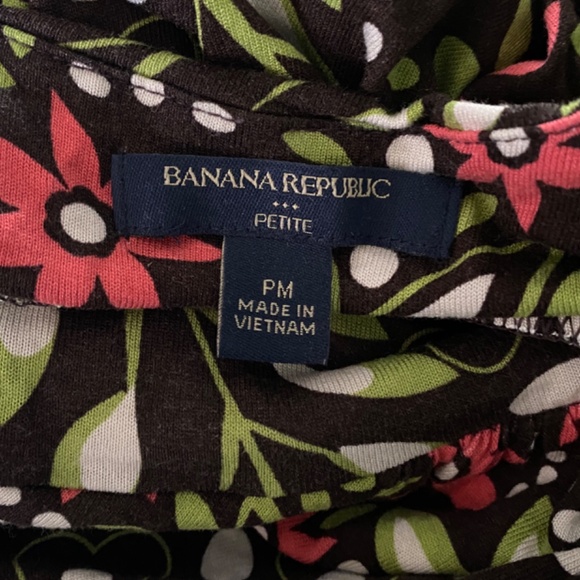 BANANA REPUBLIC
PETITE
PM
MADE IN
VIETNAM